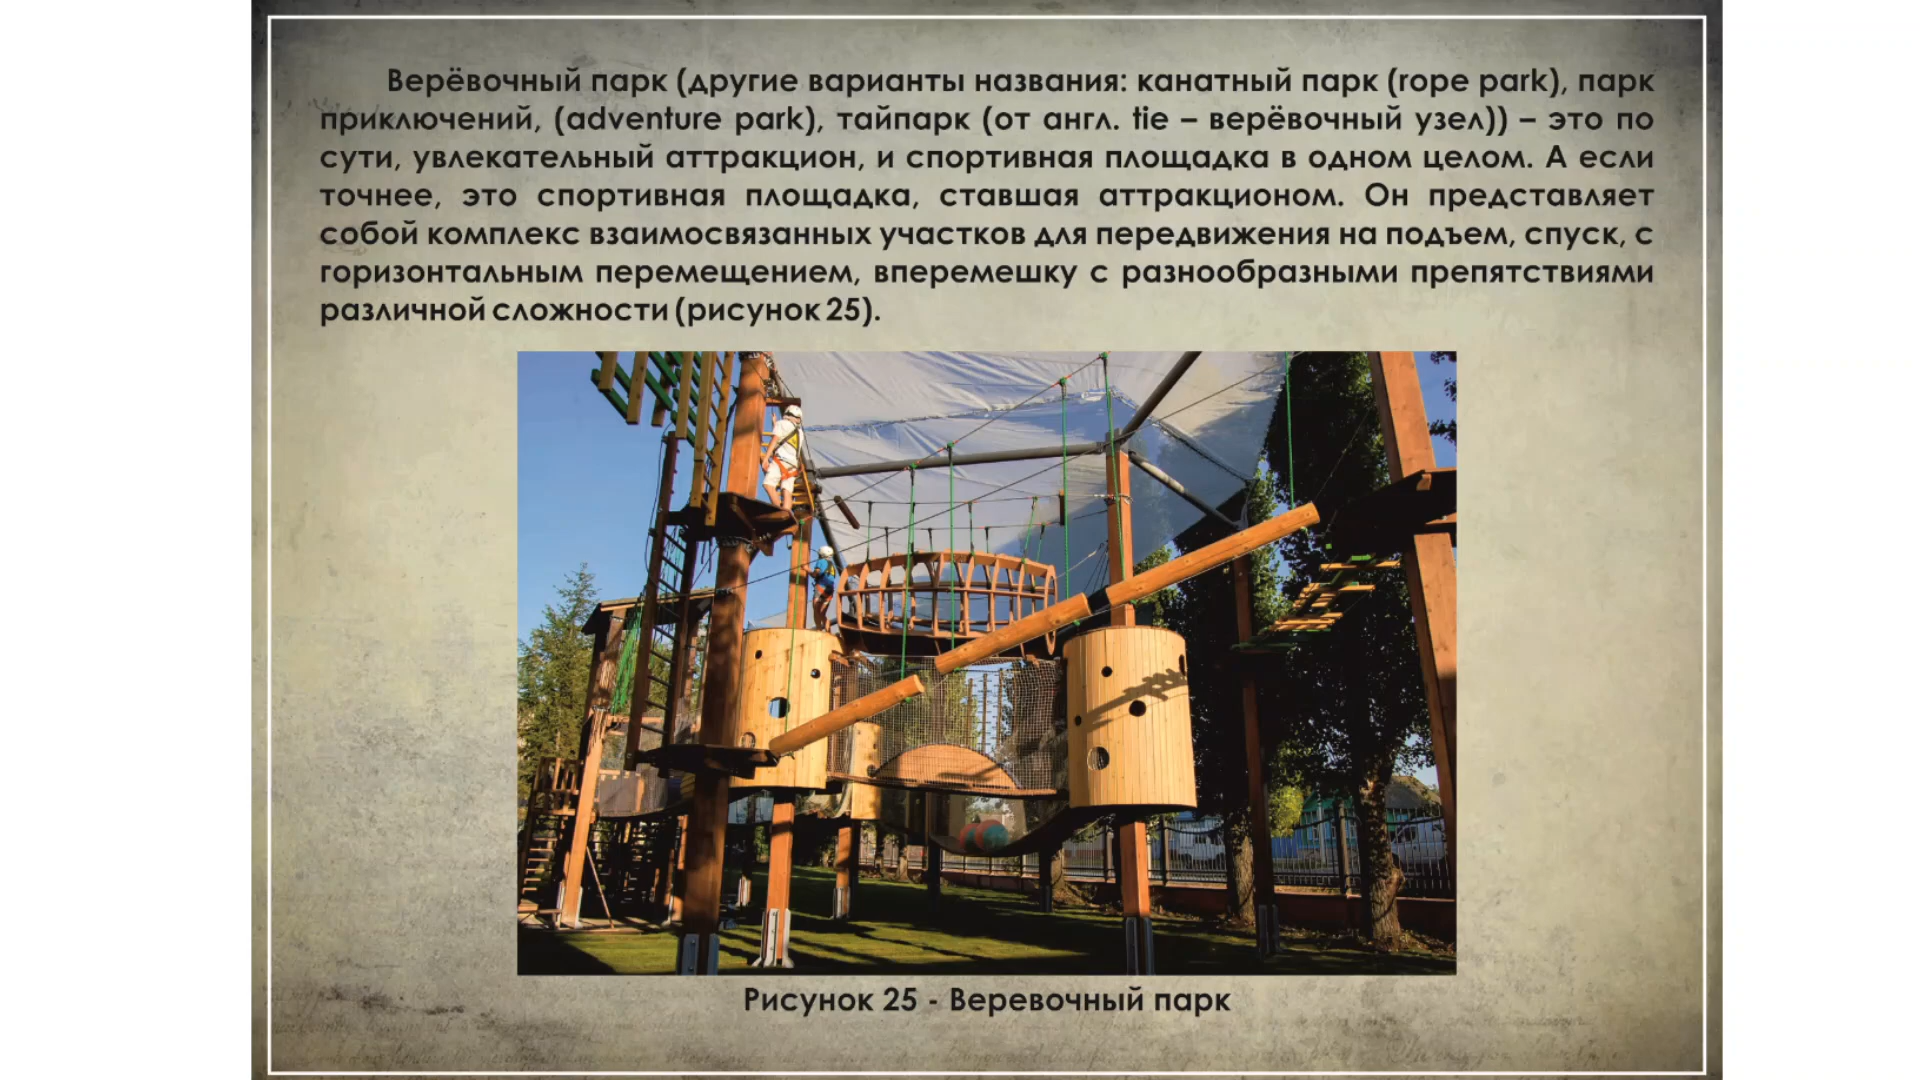 Верёвочный парк (другие варианты названия: канатный парк (rope park), парк
приключений, (adventure park), тайпарк (от англ. tie – верёвочный узел)) – это по
сути, увлекательный аттракцион, и спортивная площадка в одном целом. А если
точнее, это спортивная площадка, ставшая аттракционом. Он представляет
собой комплекс взаимосвязанных участков для передвижения на подъем, спуск, с
горизонтальным перемещением, вперемешку с разнообразными препятствиями
различной сложности (рисунок 25).
Рисунок 25 - Веревочный парк